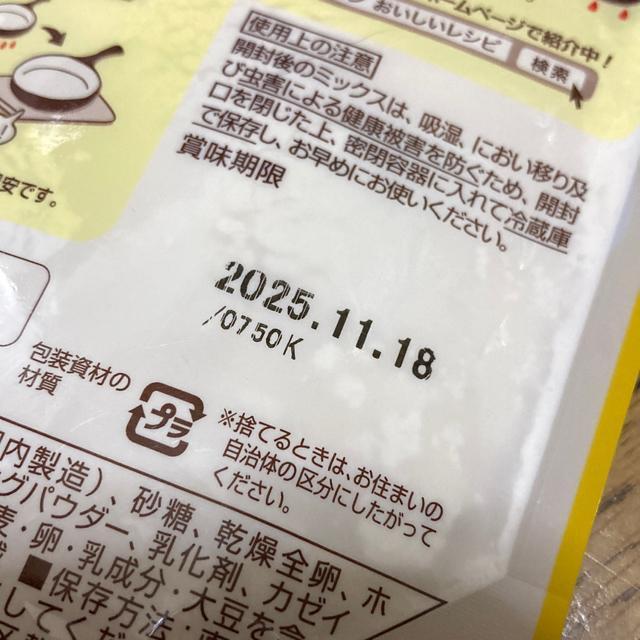 ホームページで紹介中!
おいしいレシピ 検索
使用上の注意
開封後のミックスは、吸湿、におい移り及
び虫害による健康被害を防ぐため、開封
口を閉じた上、密閉容器に入れて冷蔵庫
で保存し、お早めにお使いください。
賞味期限
安です。
2025.11.18
/0750K
包装資材の
材質
プラ
※捨てるときは、お住まいの
自治体の区分にしたがって
ください。
内製造)、砂糖、乾燥全卵、ホ
グパウダー、乳化剤、カゼイ
・卵・乳成分・大豆を含
■保存方法:直
してくだ